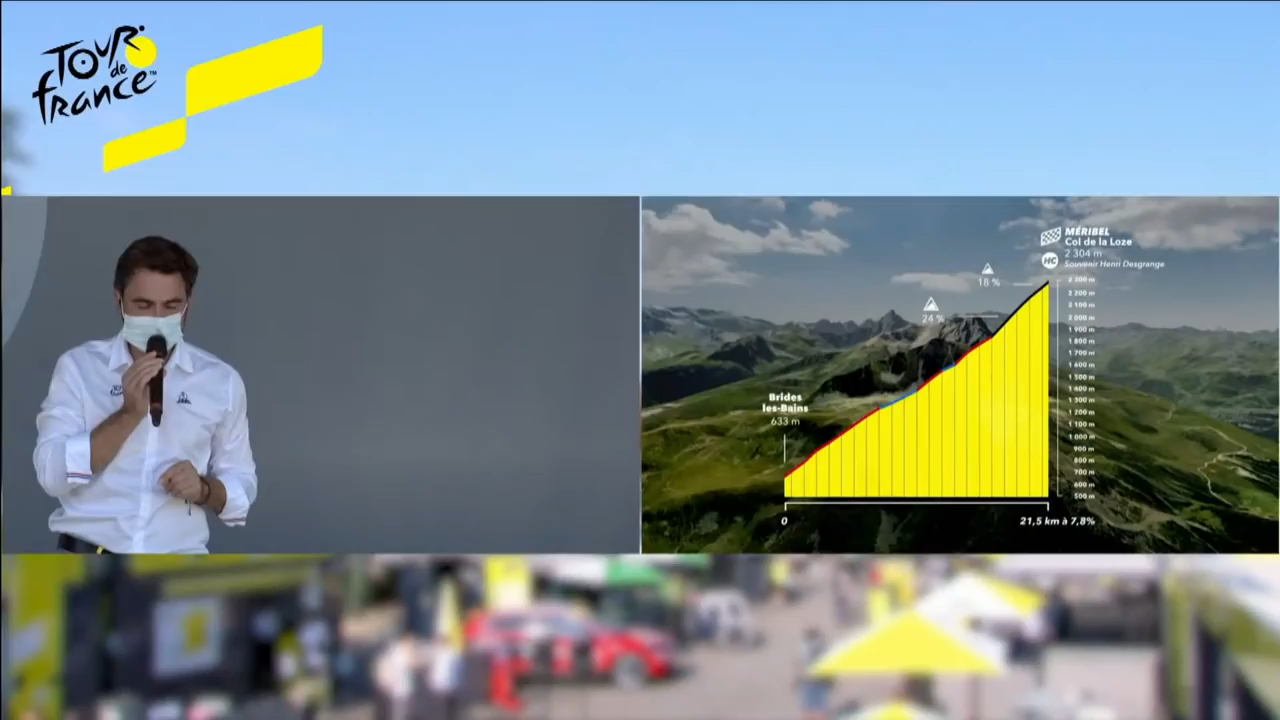 TOUR
de
france™
MÉRIBEL
Col de la Loze
2 304 m
HC
Souvenir Henri Desgrange
18 %
24 %
Brides
les-Bains
633 m
2 300 m
2 200 m
2 100 m
2 000 m
1 900 m
1 800 m
1 700 m
1 600 m
1 500 m
1 400 m
1 300 m
1 200 m
1 100 m
1 000 m
900 m
800 m
700 m
600 m
500 m
0
21,5 km à 7,8%